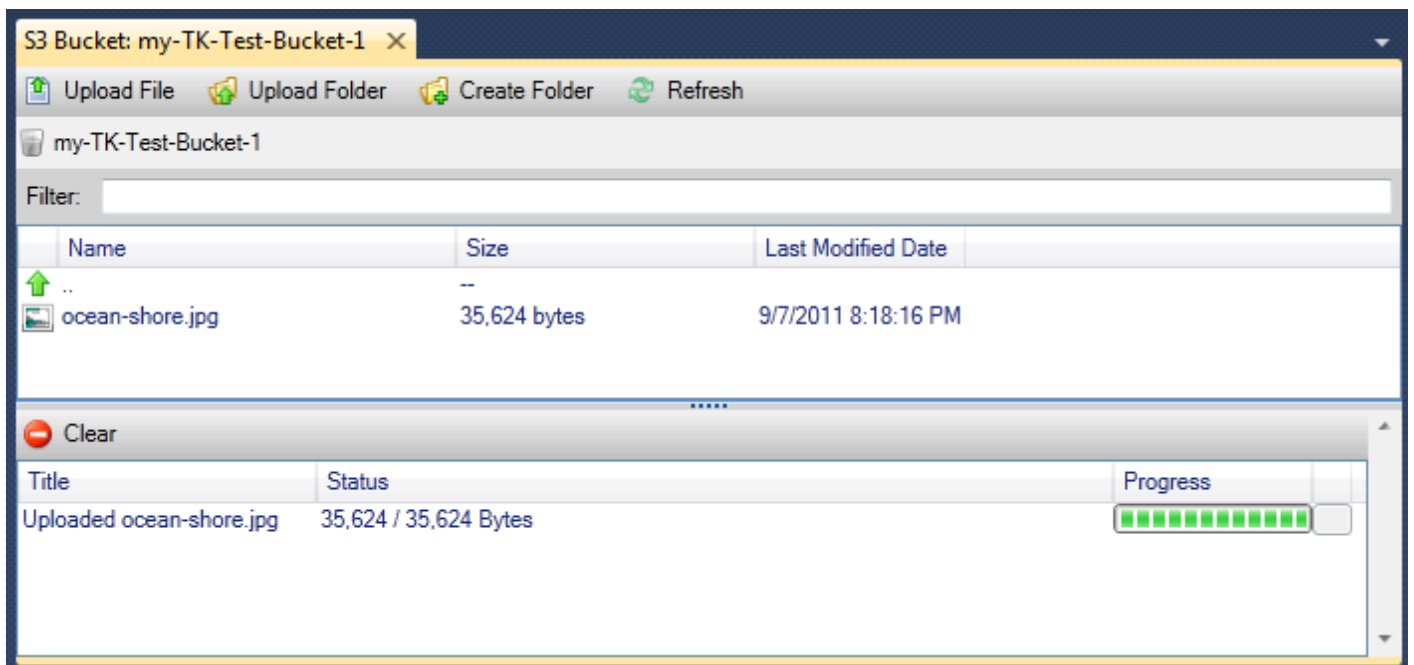 S3 Bucket: my-TK-Test-Bucket-1
Upload File Upload Folder Create Folder Refresh
my-TK-Test-Bucket-1
Filter:
Name Size Last Modified Date
.. --
ocean-shore.jpg 35,624 bytes 9/7/2011 8:18:16 PM
Clear
Title Status Progress
Uploaded ocean-shore.jpg 35,624 / 35,624 Bytes